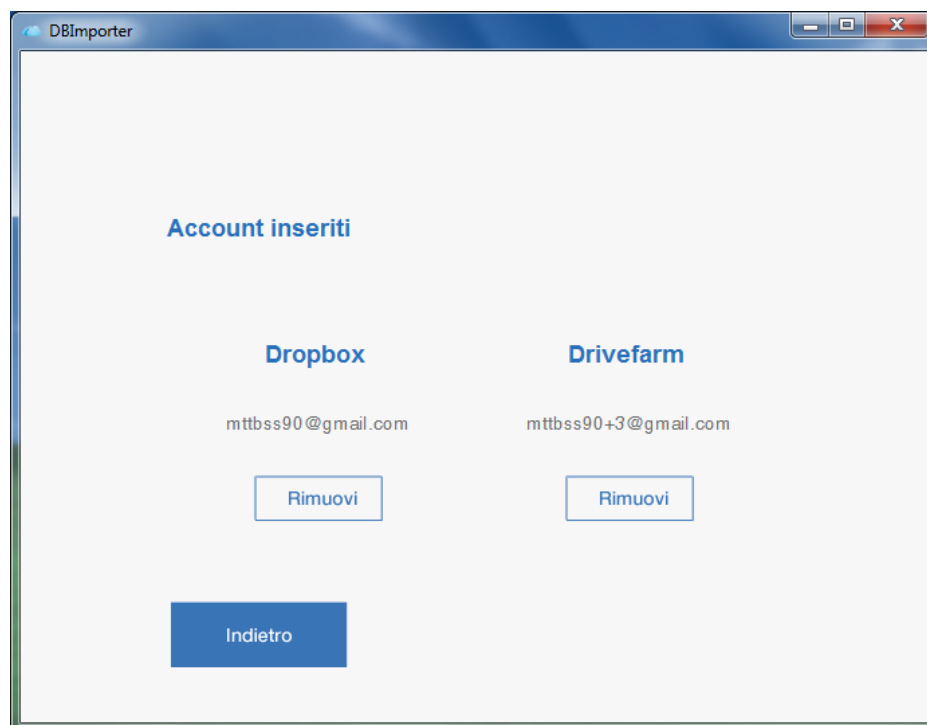 DBImporter
Account inseriti
Dropbox
Drivefarm
mttbss90@gmail.com
mttbss90+3@gmail.com
Rimuovi
Rimuovi
Indietro